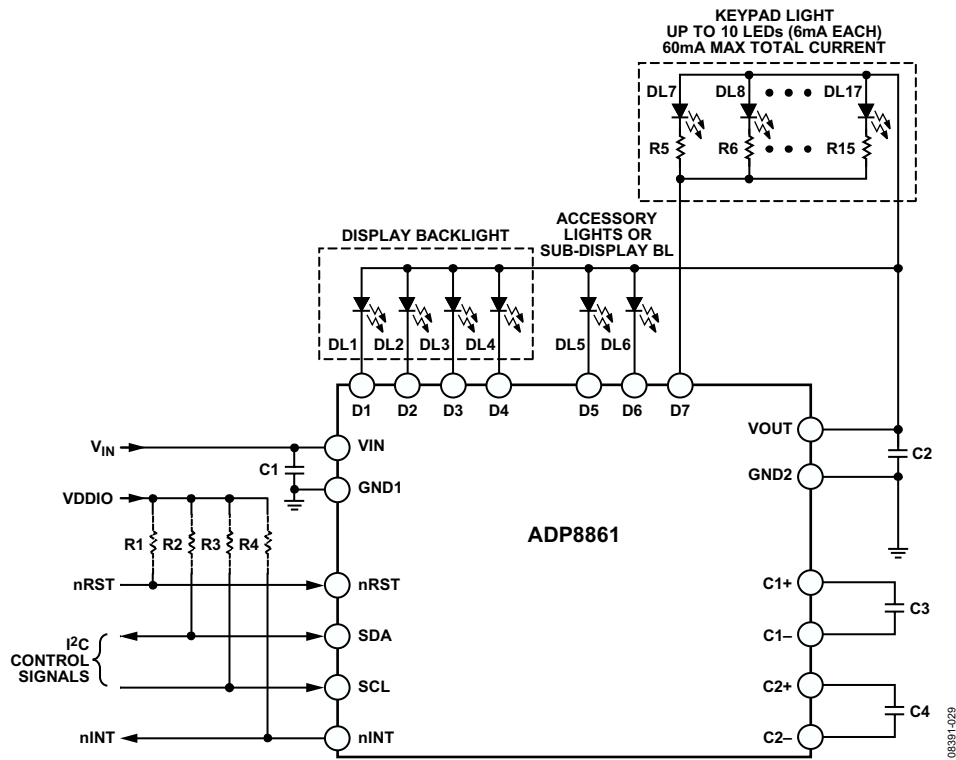 KEYPAD LIGHT
UP TO 10 LEDs (6mA EACH)
60mA MAX TOTAL CURRENT
DL7 DL8 DL17
R5 R6 R15
DISPLAY BACKLIGHT
ACCESSORY
LIGHTS OR
SUB-DISPLAY BL
DL1 DL2 DL3 DL4 DL5 DL6
D1 D2 D3 D4 D5 D6 D7
VIN VIN
C1
GND1
VOUT
C2
GND2
VDDIO
R1 R2 R3 R4
ADP8861
nRST nRST
I²C
CONTROL
SIGNALS
SDA
SCL
nINT nINT
C1+
C3
C1–
C2+
C4
C2–
08391-029